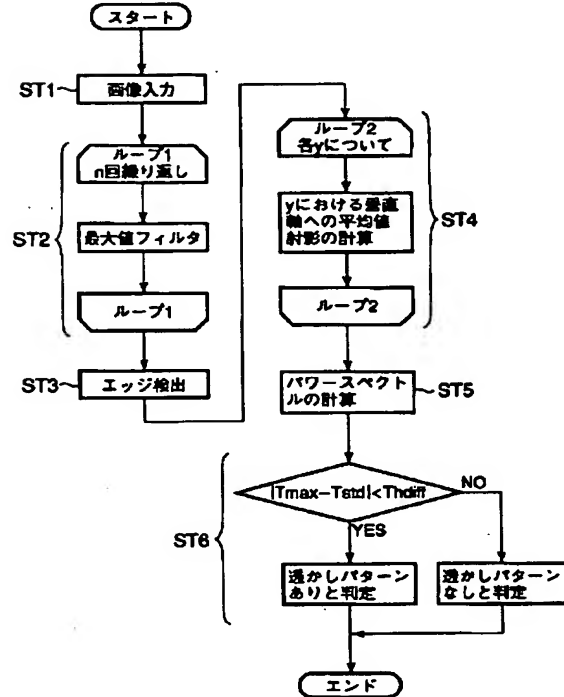 スタート
ST1
画像入力
ST2
ループ1
n回繰り返し
最大値フィルタ
ループ1
ST3
エッジ検出
ループ2
各yについて
ST4
yにおける垂直
軸への平均値
射影の計算
ループ2
パワースペクト
ルの計算
ST5
ST6
|Tmax−Tstd|<Thdiff
NO
YES
透かしパターン
ありと判定
透かしパターン
なしと判定
エンド